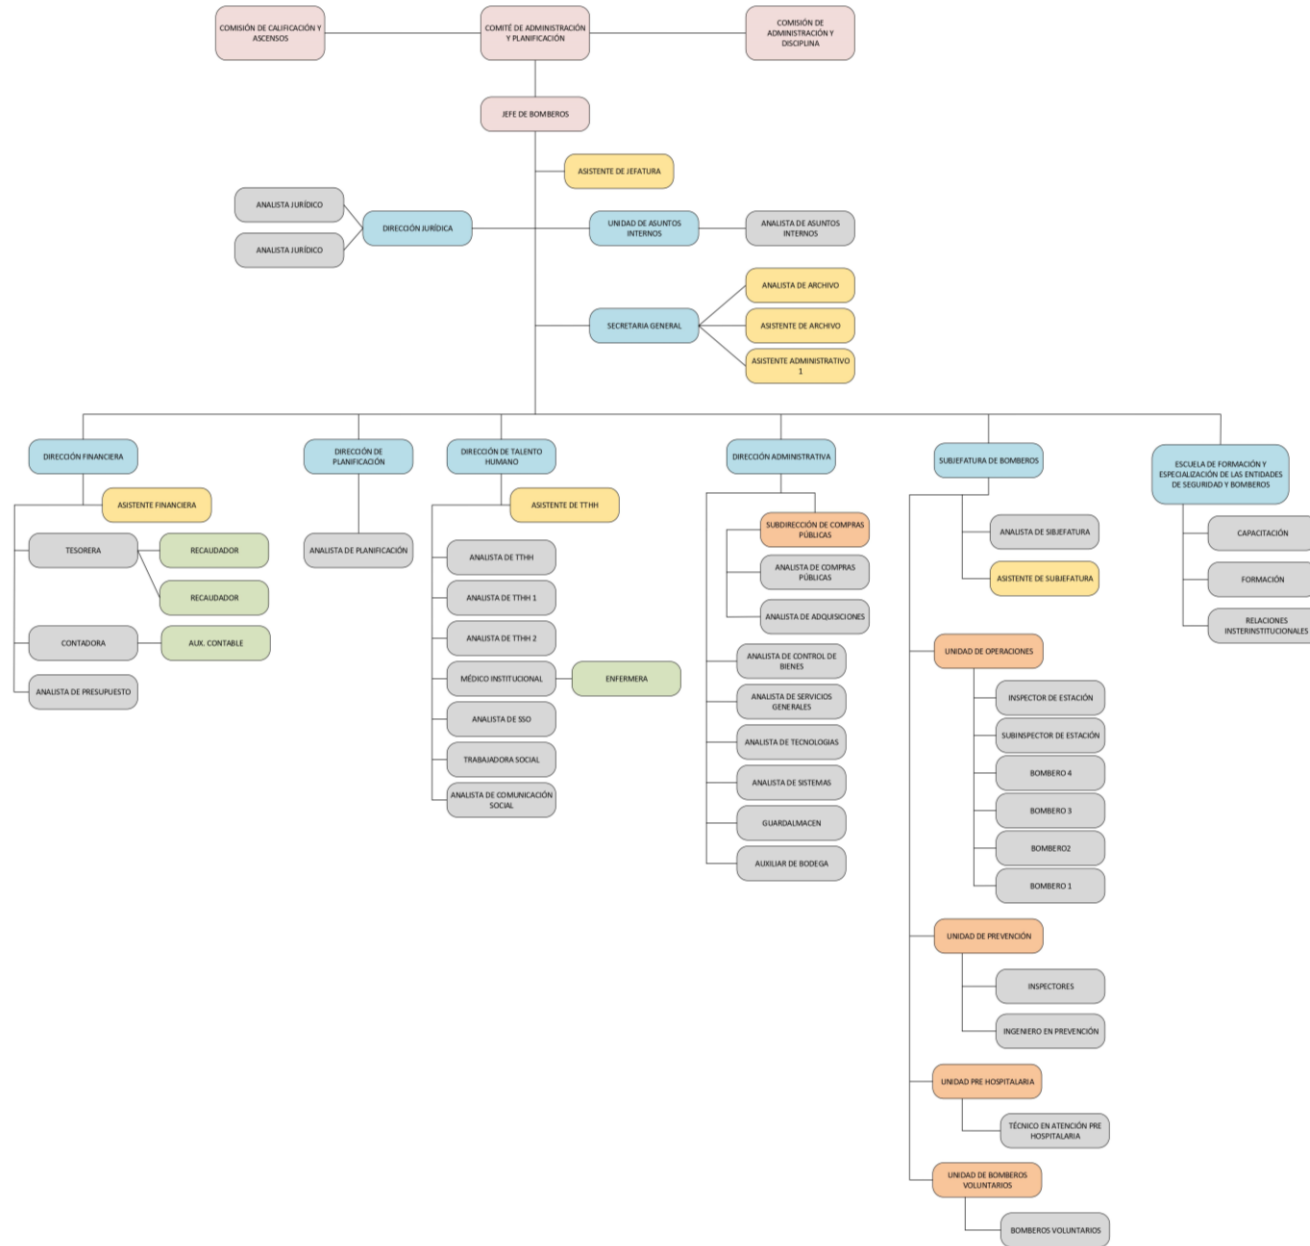 COMISIÓN DE CALIFICACIÓN Y
ASCENSOS
COMITÉ DE ADMINISTRACIÓN
Y PLANIFICACIÓN
COMISIÓN DE
ADMINISTRACIÓN Y
DISCIPLINA
JEFE DE BOMBEROS
ASISTENTE DE JEFATURA
ANALISTA JURÍDICO
ANALISTA JURÍDICO
DIRECCIÓN JURÍDICA
UNIDAD DE ASUNTOS
INTERNOS
ANALISTA DE ASUNTOS
INTERNOS
SECRETARIA GENERAL
ANALISTA DE ARCHIVO
ASISTENTE DE ARCHIVO
ASISTENTE ADMINISTRATIVO
1
DIRECCIÓN FINANCIERA
ASISTENTE FINANCIERA
TESORERA
RECAUDADOR
RECAUDADOR
CONTADORA
AUX. CONTABLE
ANALISTA DE PRESUPUESTO
DIRECCIÓN DE
PLANIFICACIÓN
ANALISTA DE PLANIFICACIÓN
DIRECCIÓN DE TALENTO
HUMANO
ASISTENTE DE TTHH
ANALISTA DE TTHH
ANALISTA DE TTHH 1
ANALISTA DE TTHH 2
MÉDICO INSTITUCIONAL
ENFERMERA
ANALISTA DE SSO
TRABAJADORA SOCIAL
ANALISTA DE COMUNICACIÓN
SOCIAL
DIRECCIÓN ADMINISTRATIVA
SUBDIRECCIÓN DE COMPRAS
PÚBLICAS
ANALISTA DE COMPRAS
PÚBLICAS
ANALISTA DE ADQUISICIONES
ANALISTA DE CONTROL DE
BIENES
ANALISTA DE SERVICIOS
GENERALES
ANALISTA DE TECNOLOGIAS
ANALISTA DE SISTEMAS
GUARDALMACEN
AUXILIAR DE BODEGA
SUBJEFATURA DE BOMBEROS
ANALISTA DE SIBJEFATURA
ASISTENTE DE SUBJEFATURA
UNIDAD DE OPERACIONES
INSPECTOR DE ESTACIÓN
SUBINSPECTOR DE ESTACIÓN
BOMBERO 4
BOMBERO 3
BOMBERO2
BOMBERO 1
UNIDAD DE PREVENCIÓN
INSPECTORES
INGENIERO EN PREVENCIÓN
UNIDAD PRE HOSPITALARIA
TÉCNICO EN ATENCIÓN PRE
HOSPITALARIA
UNIDAD DE BOMBEROS
VOLUNTARIOS
BOMBEROS VOLUNTARIOS
ESCUELA DE FORMACIÓN Y
ESPECIALIZACIÓN DE LAS ENTIDADES
DE SEGURIDAD Y BOMBEROS
CAPACITACIÓN
FORMACIÓN
RELACIONES
INSTERINSTITUCIONALES